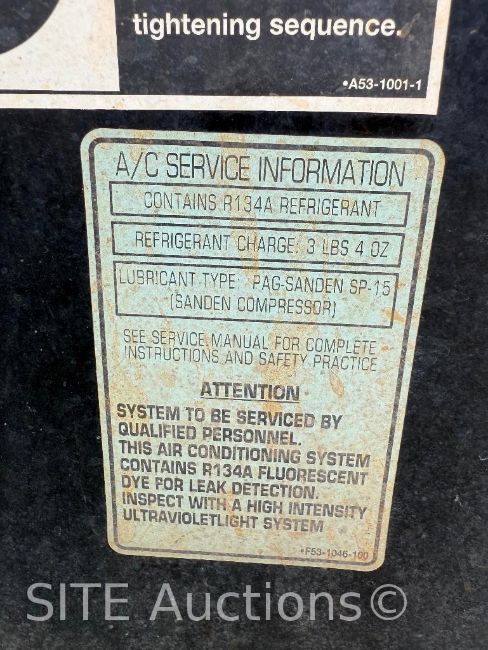 tightening sequence.
•A53-1001-1
A/C SERVICE INFORMATION
CONTAINS R134A REFRIGERANT
REFRIGERANT CHARGE: 3 LBS 4 OZ
LUBRICANT TYPE: PAG-SANDEN SP-15
(SANDEN COMPRESSOR)
SEE SERVICE MANUAL FOR COMPLETE
INSTRUCTIONS AND SAFETY PRACTICE
ATTENTION
SYSTEM TO BE SERVICED BY
QUALIFIED PERSONNEL.
THIS AIR CONDITIONING SYSTEM
CONTAINS R134A FLUORESCENT
DYE FOR LEAK DETECTION.
INSPECT WITH A HIGH INTENSITY
ULTRAVIOLETLIGHT SYSTEM
•F53-1046-100
SITE Auctions©